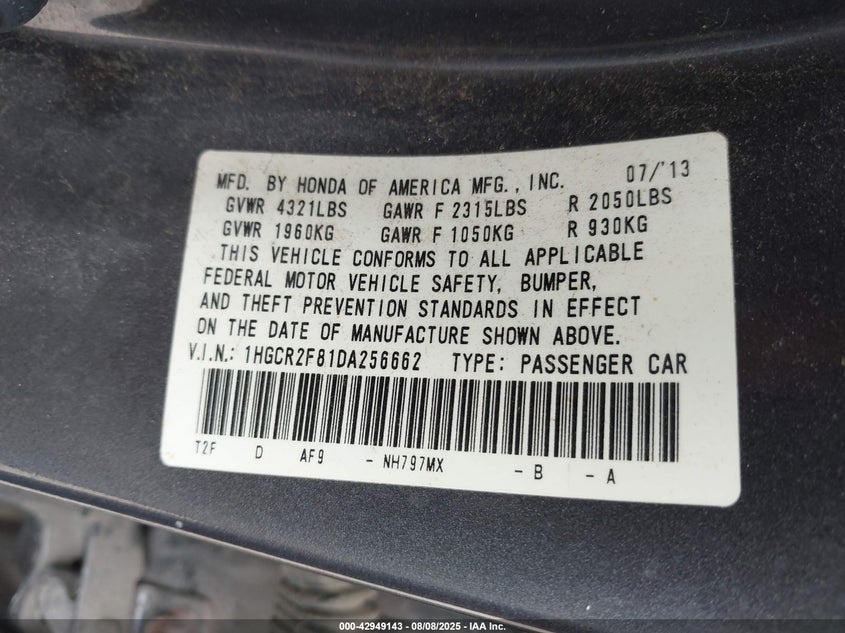 MFD. BY HONDA OF AMERICA MFG., INC. 07/'13
GVWR 4321LBS GAWR F 2315LBS R 2050LBS
GVWR 1960KG GAWR F 1050KG R 930KG
THIS VEHICLE CONFORMS TO ALL APPLICABLE
FEDERAL MOTOR VEHICLE SAFETY, BUMPER,
AND THEFT PREVENTION STANDARDS IN EFFECT
ON THE DATE OF MANUFACTURE SHOWN ABOVE.
V.I.N.: 1HGCR2F81DA256662 TYPE: PASSENGER CAR
T2F D AF9 - NH797MX - B - A
000-42949143 - 08/08/2025 - IAA Inc.